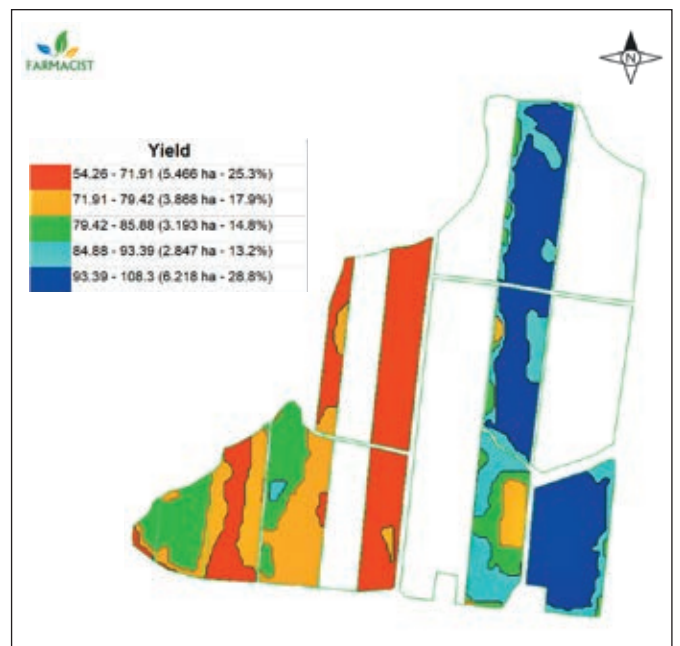 FARMACIST
N
Yield
54.26 - 71.91 (5.466 ha - 25.3%)
71.91 - 79.42 (3.868 ha - 17.9%)
79.42 - 85.88 (3.193 ha - 14.8%)
84.88 - 93.39 (2.847 ha - 13.2%)
93.39 - 108.3 (6.218 ha - 28.8%)